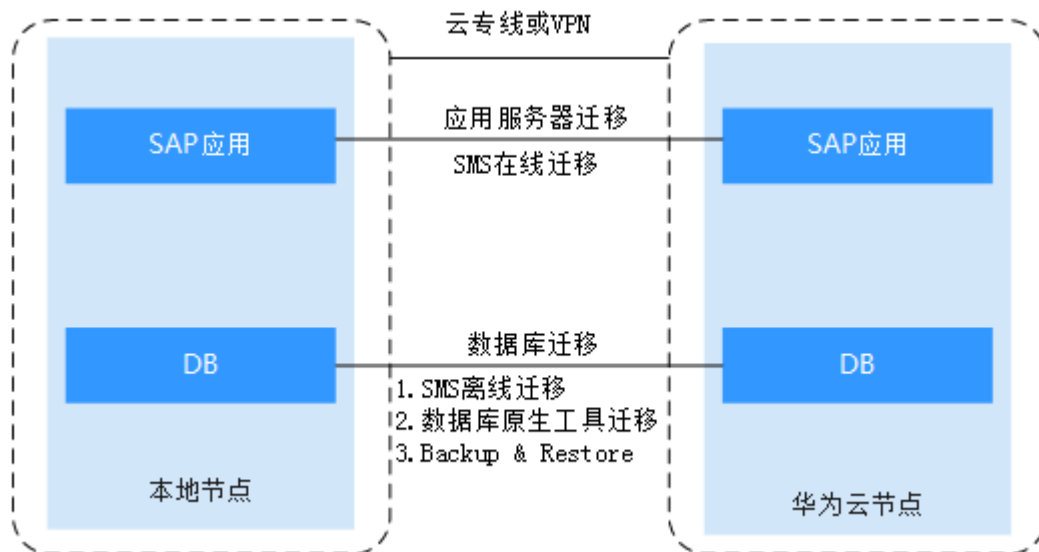 云专线或VPN
应用服务器迁移
SAP应用
SAP应用
SMS在线迁移
数据库迁移
DB
DB
1.SMS离线迁移
2.数据库原生工具迁移
3.Backup & Restore
本地节点
华为云节点